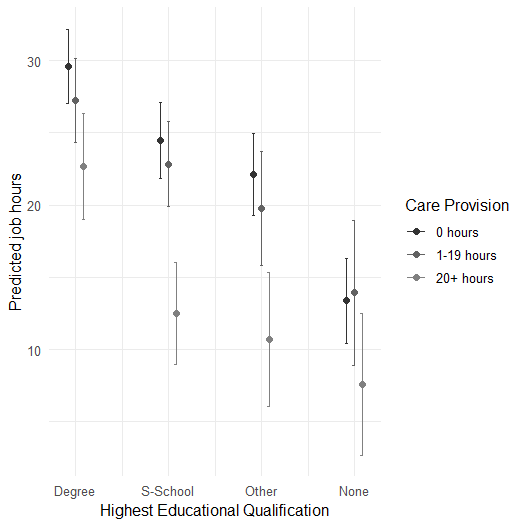 Predicted job hours
30
20
10
Degree
S-School
Other
None
Highest Educational Qualification
Care Provision
0 hours
1-19 hours
20+ hours